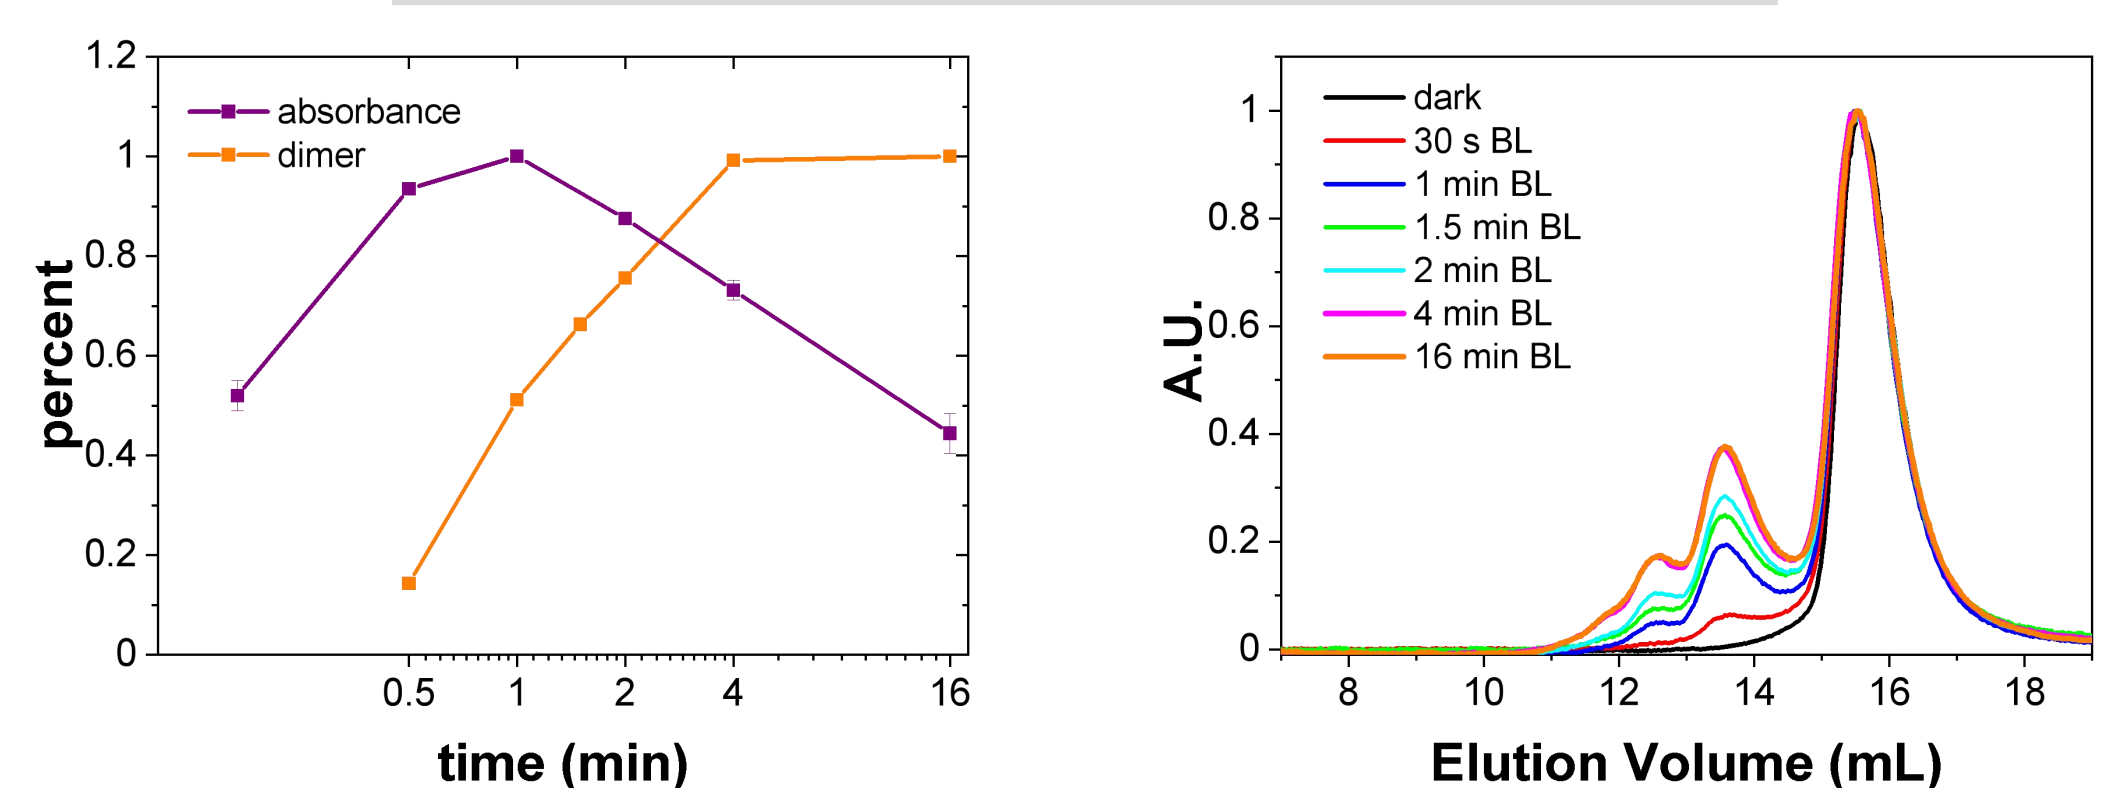 1.2
1
0.8
0.6
0.4
0.2
0
percent
absorbance
dimer
0.5 1 2 4 16
time (min)
1
0.8
0.6
0.4
0.2
0
A.U.
dark
30 s BL
1 min BL
1.5 min BL
2 min BL
4 min BL
16 min BL
8 10 12 14 16 18
Elution Volume (mL)